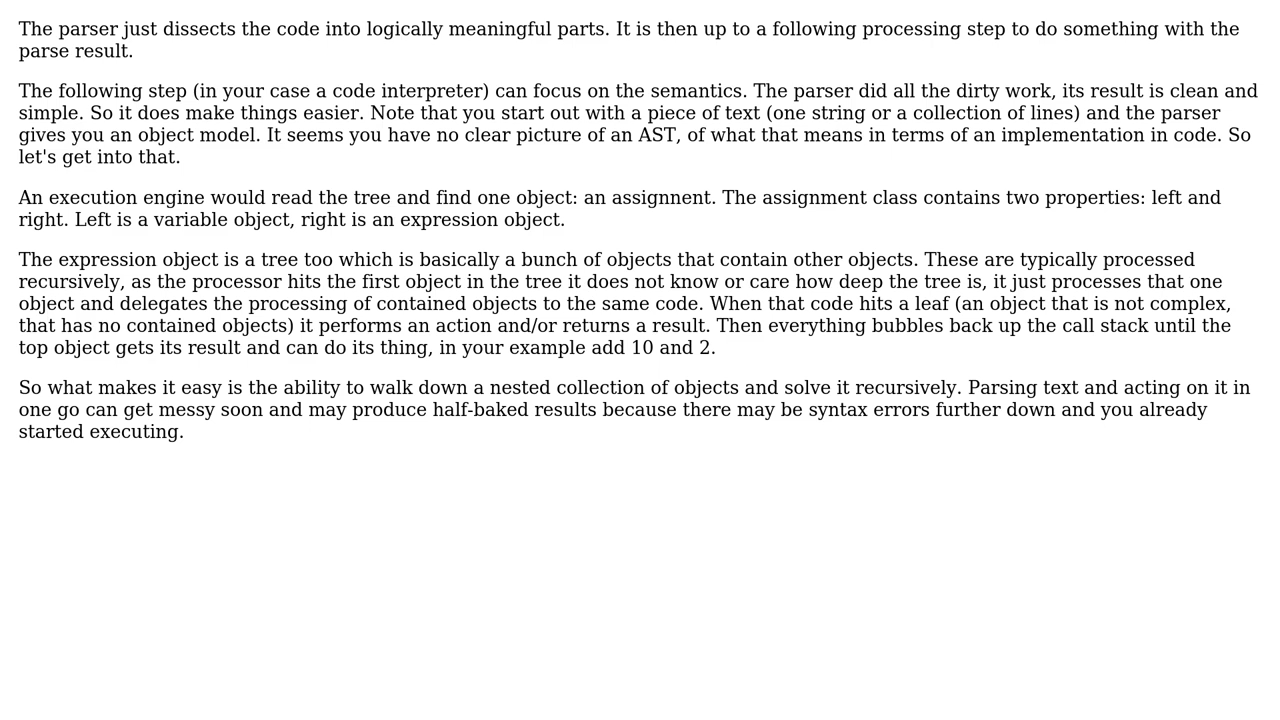 The parser just dissects the code into logically meaningful parts. It is then up to a following processing step to do something with the
parse result.
The following step (in your case a code interpreter) can focus on the semantics. The parser did all the dirty work, its result is clean and
simple. So it does make things easier. Note that you start out with a piece of text (one string or a collection of lines) and the parser
gives you an object model. It seems you have no clear picture of an AST, of what that means in terms of an implementation in code. So
let's get into that.
An execution engine would read the tree and find one object: an assignnent. The assignment class contains two properties: left and
right. Left is a variable object, right is an expression object.
The expression object is a tree too which is basically a bunch of objects that contain other objects. These are typically processed
recursively, as the processor hits the first object in the tree it does not know or care how deep the tree is, it just processes that one
object and delegates the processing of contained objects to the same code. When that code hits a leaf (an object that is not complex,
that has no contained objects) it performs an action and/or returns a result. Then everything bubbles back up the call stack until the
top object gets its result and can do its thing, in your example add 10 and 2.
So what makes it easy is the ability to walk down a nested collection of objects and solve it recursively. Parsing text and acting on it in
one go can get messy soon and may produce half-baked results because there may be syntax errors further down and you already
started executing.